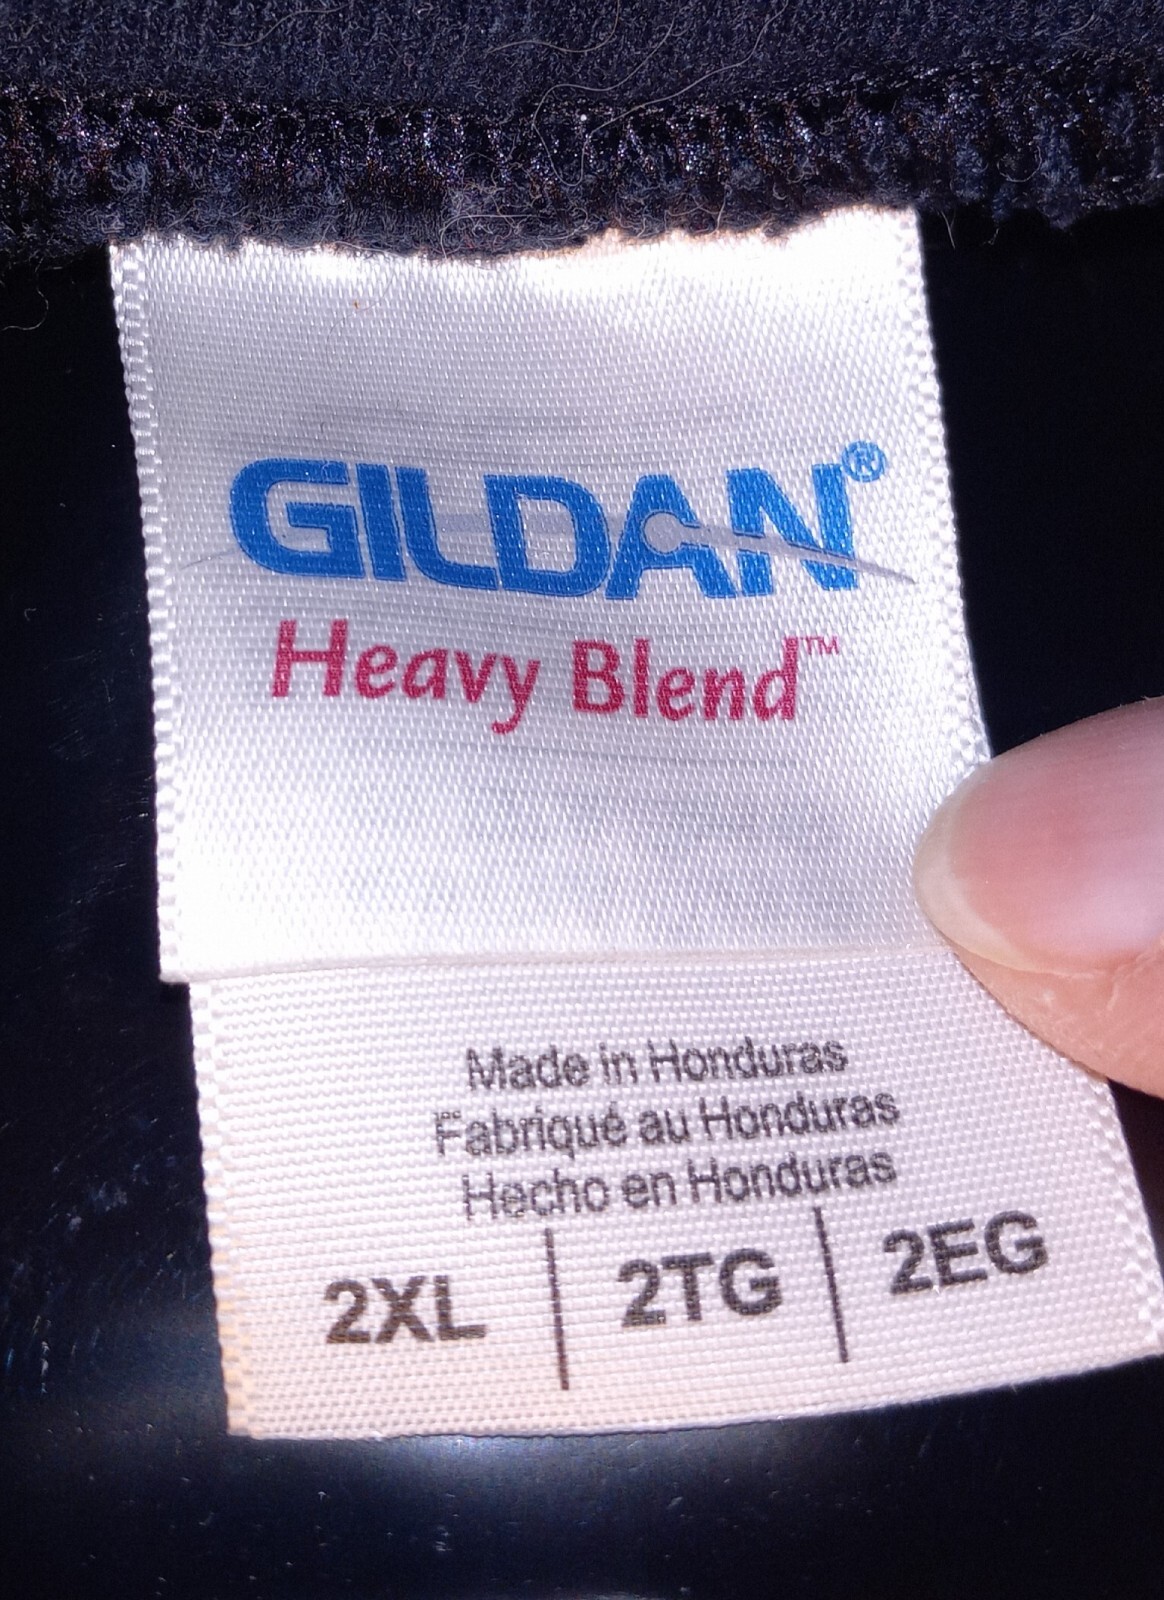 GILDAN®
Heavy Blend™
Made in Honduras
Fabriqué au Honduras
Hecho en Honduras
2XL | 2TG | 2EG